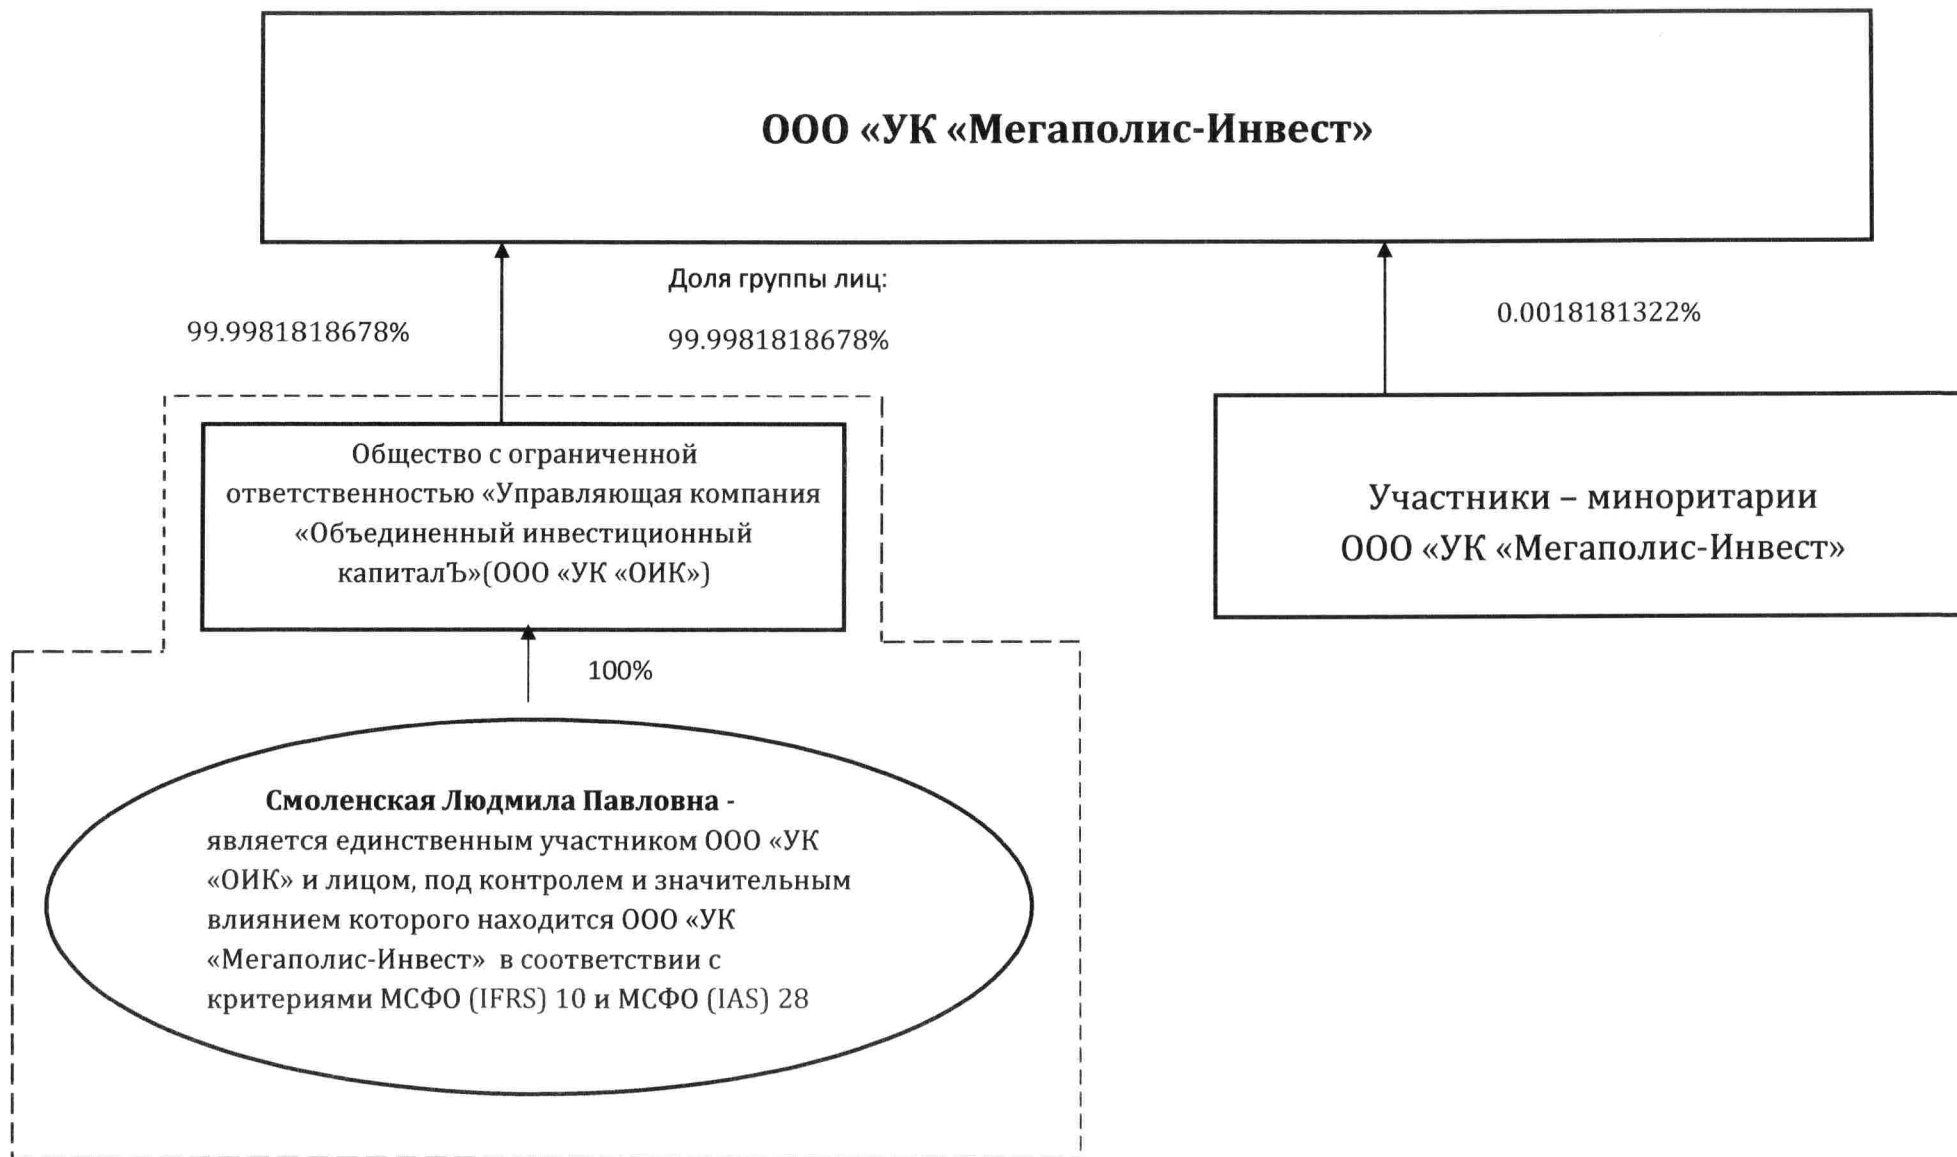 ООО «УК «Мегаполис-Инвест»
Доля группы лиц:
99.9981818678%
99.9981818678%
0.0018181322%
Общество с ограниченной
ответственностью «Управляющая компания
«Объединенный инвестиционный
капиталЪ»(ООО «УК «ОИК»)
Участники – миноритарии
ООО «УК «Мегаполис-Инвест»
100%
Смоленская Людмила Павловна -
является единственным участником ООО «УК
«ОИК» и лицом, под контролем и значительным
влиянием которого находится ООО «УК
«Мегаполис-Инвест» в соответствии с
критериями МСФО (IFRS) 10 и МСФО (IAS) 28